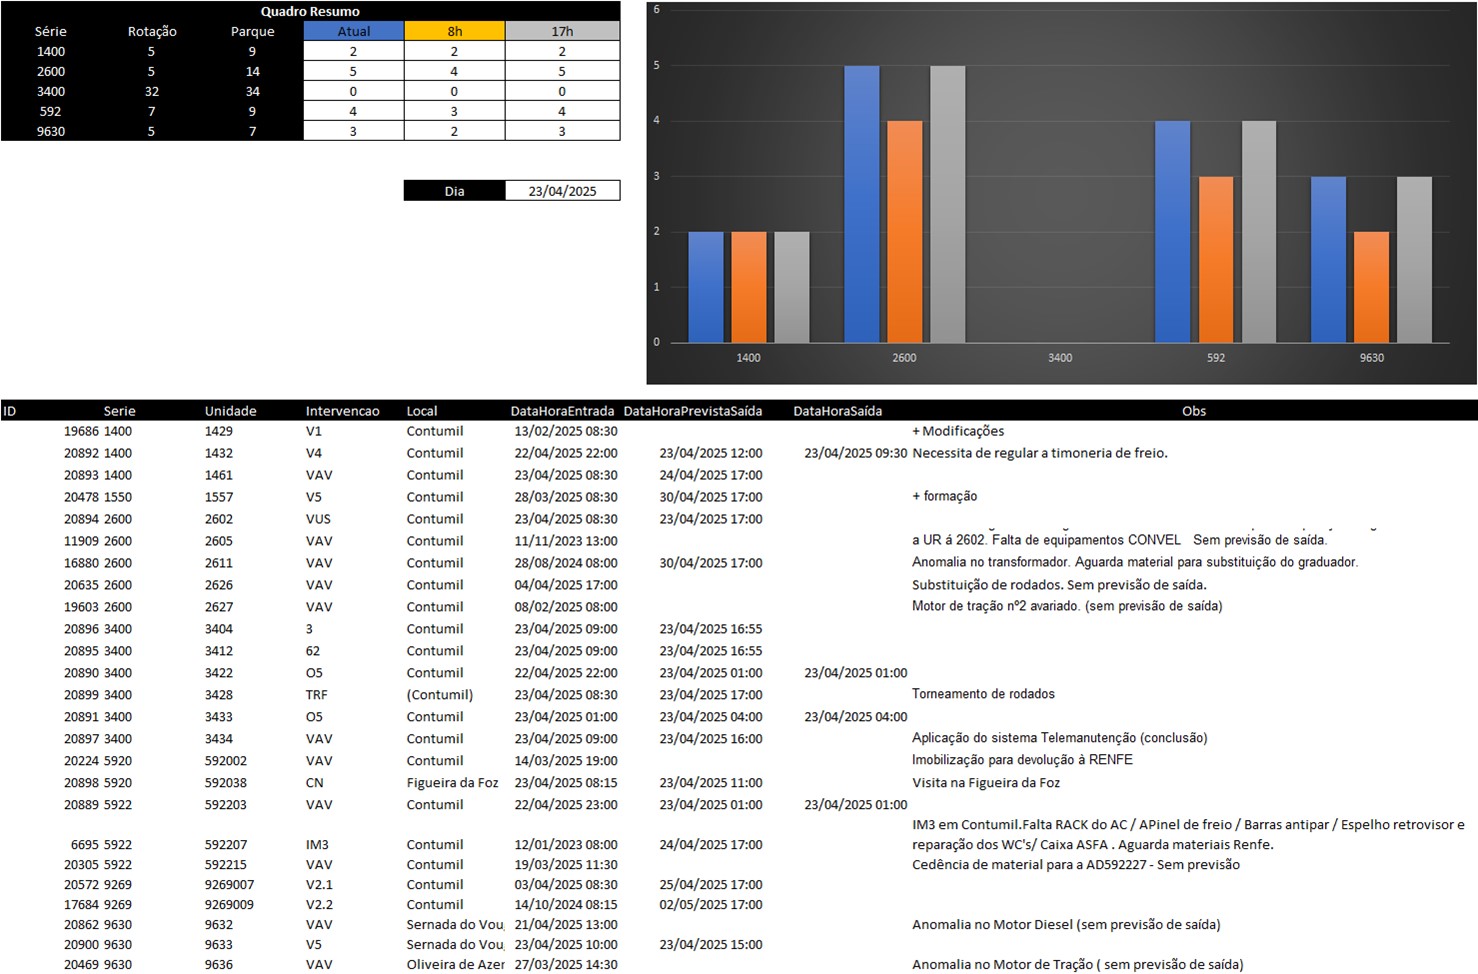 Quadro Resumo
Série Rotação Parque Atual 8h 17h
1400 5 9 2 2 2
2600 5 14 5 4 5
3400 32 34 0 0 0
592 7 9 4 3 4
9630 5 7 3 2 3
Dia 23/04/2025
6
5
4
3
2
1
0
1400 2600 3400 592 9630
ID Serie Unidade Intervencao Local DataHoraEntrada DataHoraPrevistaSaída DataHoraSaída Obs
19686 1400 1429 V1 Contumil 13/02/2025 08:30 + Modificações
20892 1400 1432 V4 Contumil 22/04/2025 22:00 23/04/2025 12:00 23/04/2025 09:30 Necessita de regular a timoneria de freio.
20893 1400 1461 VAV Contumil 23/04/2025 08:30 24/04/2025 17:00
20478 1550 1557 V5 Contumil 28/03/2025 08:30 30/04/2025 17:00 + formação
20894 2600 2602 VUS Contumil 23/04/2025 08:30 23/04/2025 17:00
11909 2600 2605 VAV Contumil 11/11/2023 13:00 a UR á 2602. Falta de equipamentos CONVEL Sem previsão de saída.
16880 2600 2611 VAV Contumil 28/08/2024 08:00 30/04/2025 17:00 Anomalia no transformador. Aguarda material para substituição do graduador.
20635 2600 2626 VAV Contumil 04/04/2025 17:00 Substituição de rodados. Sem previsão de saída.
19603 2600 2627 VAV Contumil 08/02/2025 08:00 Motor de tração nº2 avariado. (sem previsão de saída)
20896 3400 3404 3 Contumil 23/04/2025 09:00 23/04/2025 16:55
20895 3400 3412 62 Contumil 23/04/2025 09:00 23/04/2025 16:55
20890 3400 3422 O5 Contumil 22/04/2025 22:00 23/04/2025 01:00 23/04/2025 01:00
20899 3400 3428 TRF (Contumil) 23/04/2025 08:30 23/04/2025 17:00 Torneamento de rodados
20891 3400 3433 O5 Contumil 23/04/2025 01:00 23/04/2025 04:00 23/04/2025 04:00
20897 3400 3434 VAV Contumil 23/04/2025 09:00 23/04/2025 16:00 Aplicação do sistema Telemanutenção (conclusão)
20224 5920 592002 VAV Contumil 14/03/2025 19:00 Imobilização para devolução à RENFE
20898 5920 592038 CN Figueira da Foz 23/04/2025 08:15 23/04/2025 11:00 Visita na Figueira da Foz
20889 5922 592203 VAV Contumil 22/04/2025 23:00 23/04/2025 01:00 23/04/2025 01:00
IM3 em Contumil.Falta RACK do AC / APinel de freio / Barras antipar / Espelho retrovisor e
6695 5922 592207 IM3 Contumil 12/01/2023 08:00 24/04/2025 17:00 reparação dos WC's/ Caixa ASFA . Aguarda materiais Renfe.
20305 5922 592215 VAV Contumil 19/03/2025 11:30 Cedência de material para a AD592227 - Sem previsão
20572 9269 9269007 V2.1 Contumil 03/04/2025 08:30 25/04/2025 17:00
17684 9269 9269009 V2.2 Contumil 14/10/2024 08:15 02/05/2025 17:00
20862 9630 9632 VAV Sernada do Vou 21/04/2025 13:00 Anomalia no Motor Diesel (sem previsão de saída)
20900 9630 9633 V5 Sernada do Vou 23/04/2025 10:00 23/04/2025 15:00
20469 9630 9636 VAV Oliveira de Azer 27/03/2025 14:30 Anomalia no Motor de Tração ( sem previsão de saída)